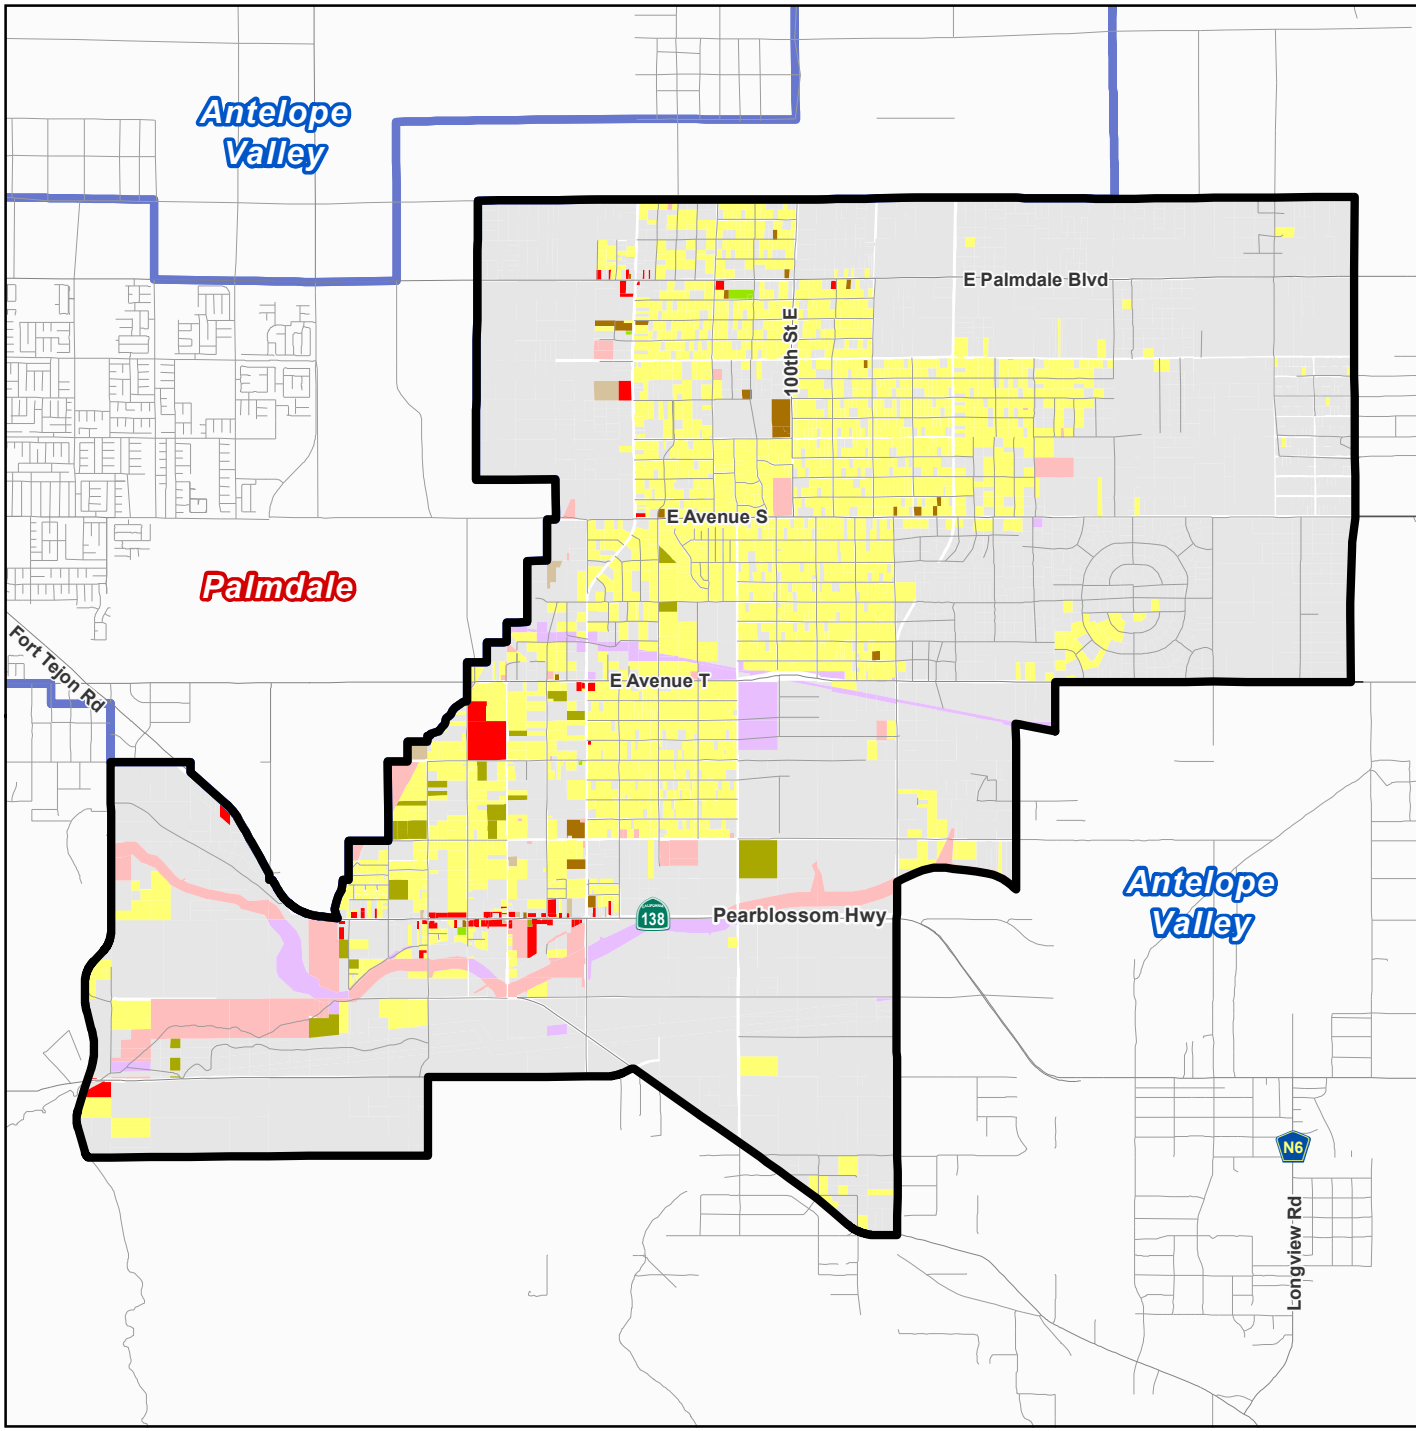 Antelope
Valley
E Palmdale Blvd
100th St E
E Avenue S
Palmdale
Fort Tejon Rd
E Avenue T
Antelope
Valley
CALIFORNIA
138
Pearblossom Hwy
N6
Longview Rd